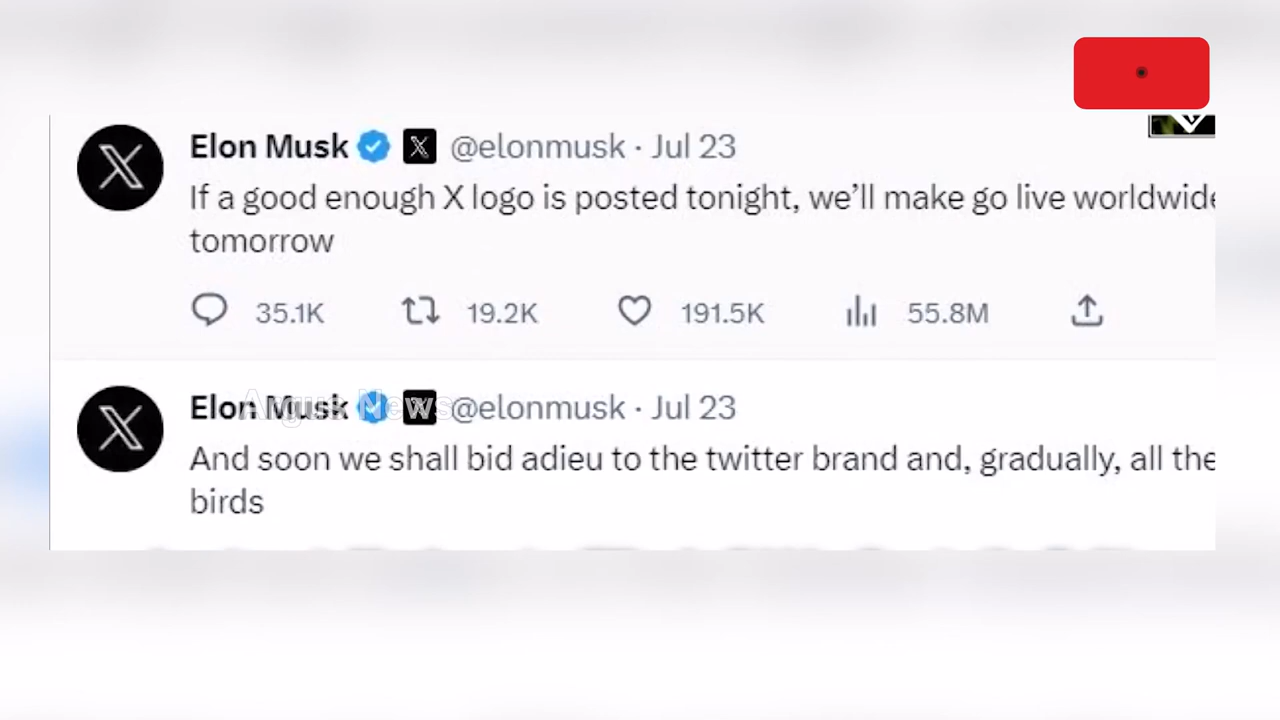 Elon Musk @elonmusk · Jul 23
If a good enough X logo is posted tonight, we’ll make go live worldwide
tomorrow
35.1K 19.2K 191.5K 55.8M
Elon Musk @elonmusk · Jul 23
Argus News
And soon we shall bid adieu to the twitter brand and, gradually, all the
birds